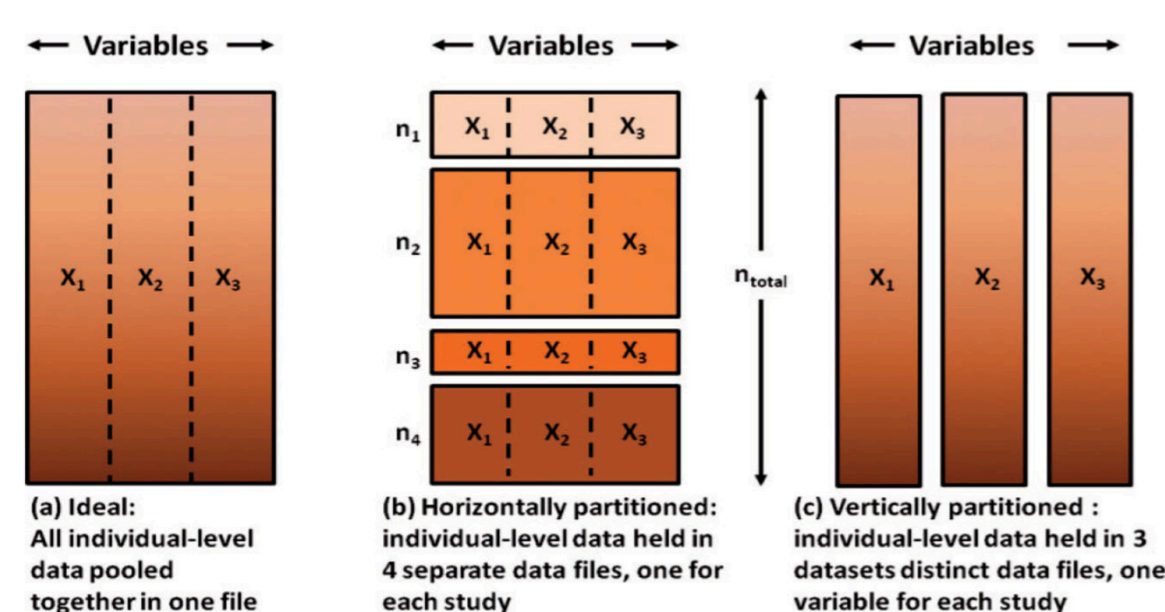 Variables
X1 X2 X3
(a) Ideal:
All individual-level
data pooled
together in one file
Variables
n1 X1 X2 X3
n2 X1 X2 X3
n3 X1 X2 X3
n4 X1 X2 X3
(b) Horizontally partitioned:
individual-level data held in
4 separate data files, one for
each study
ntotal
Variables
X1 X2 X3
(c) Vertically partitioned :
individual-level data held in 3
datasets distinct data files, one
variable for each study